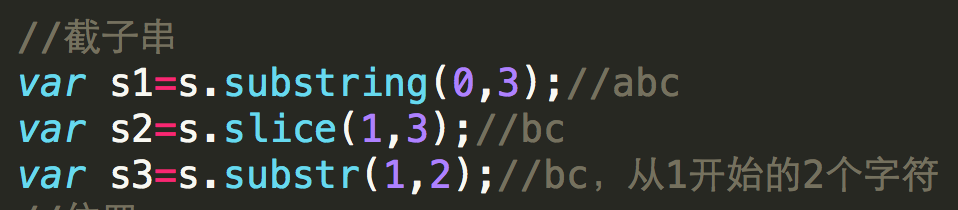 //截子串
var s1=s.substring(0,3);//abc
var s2=s.slice(1,3);//bc
var s3=s.substr(1,2);//bc，从1开始的2个字符